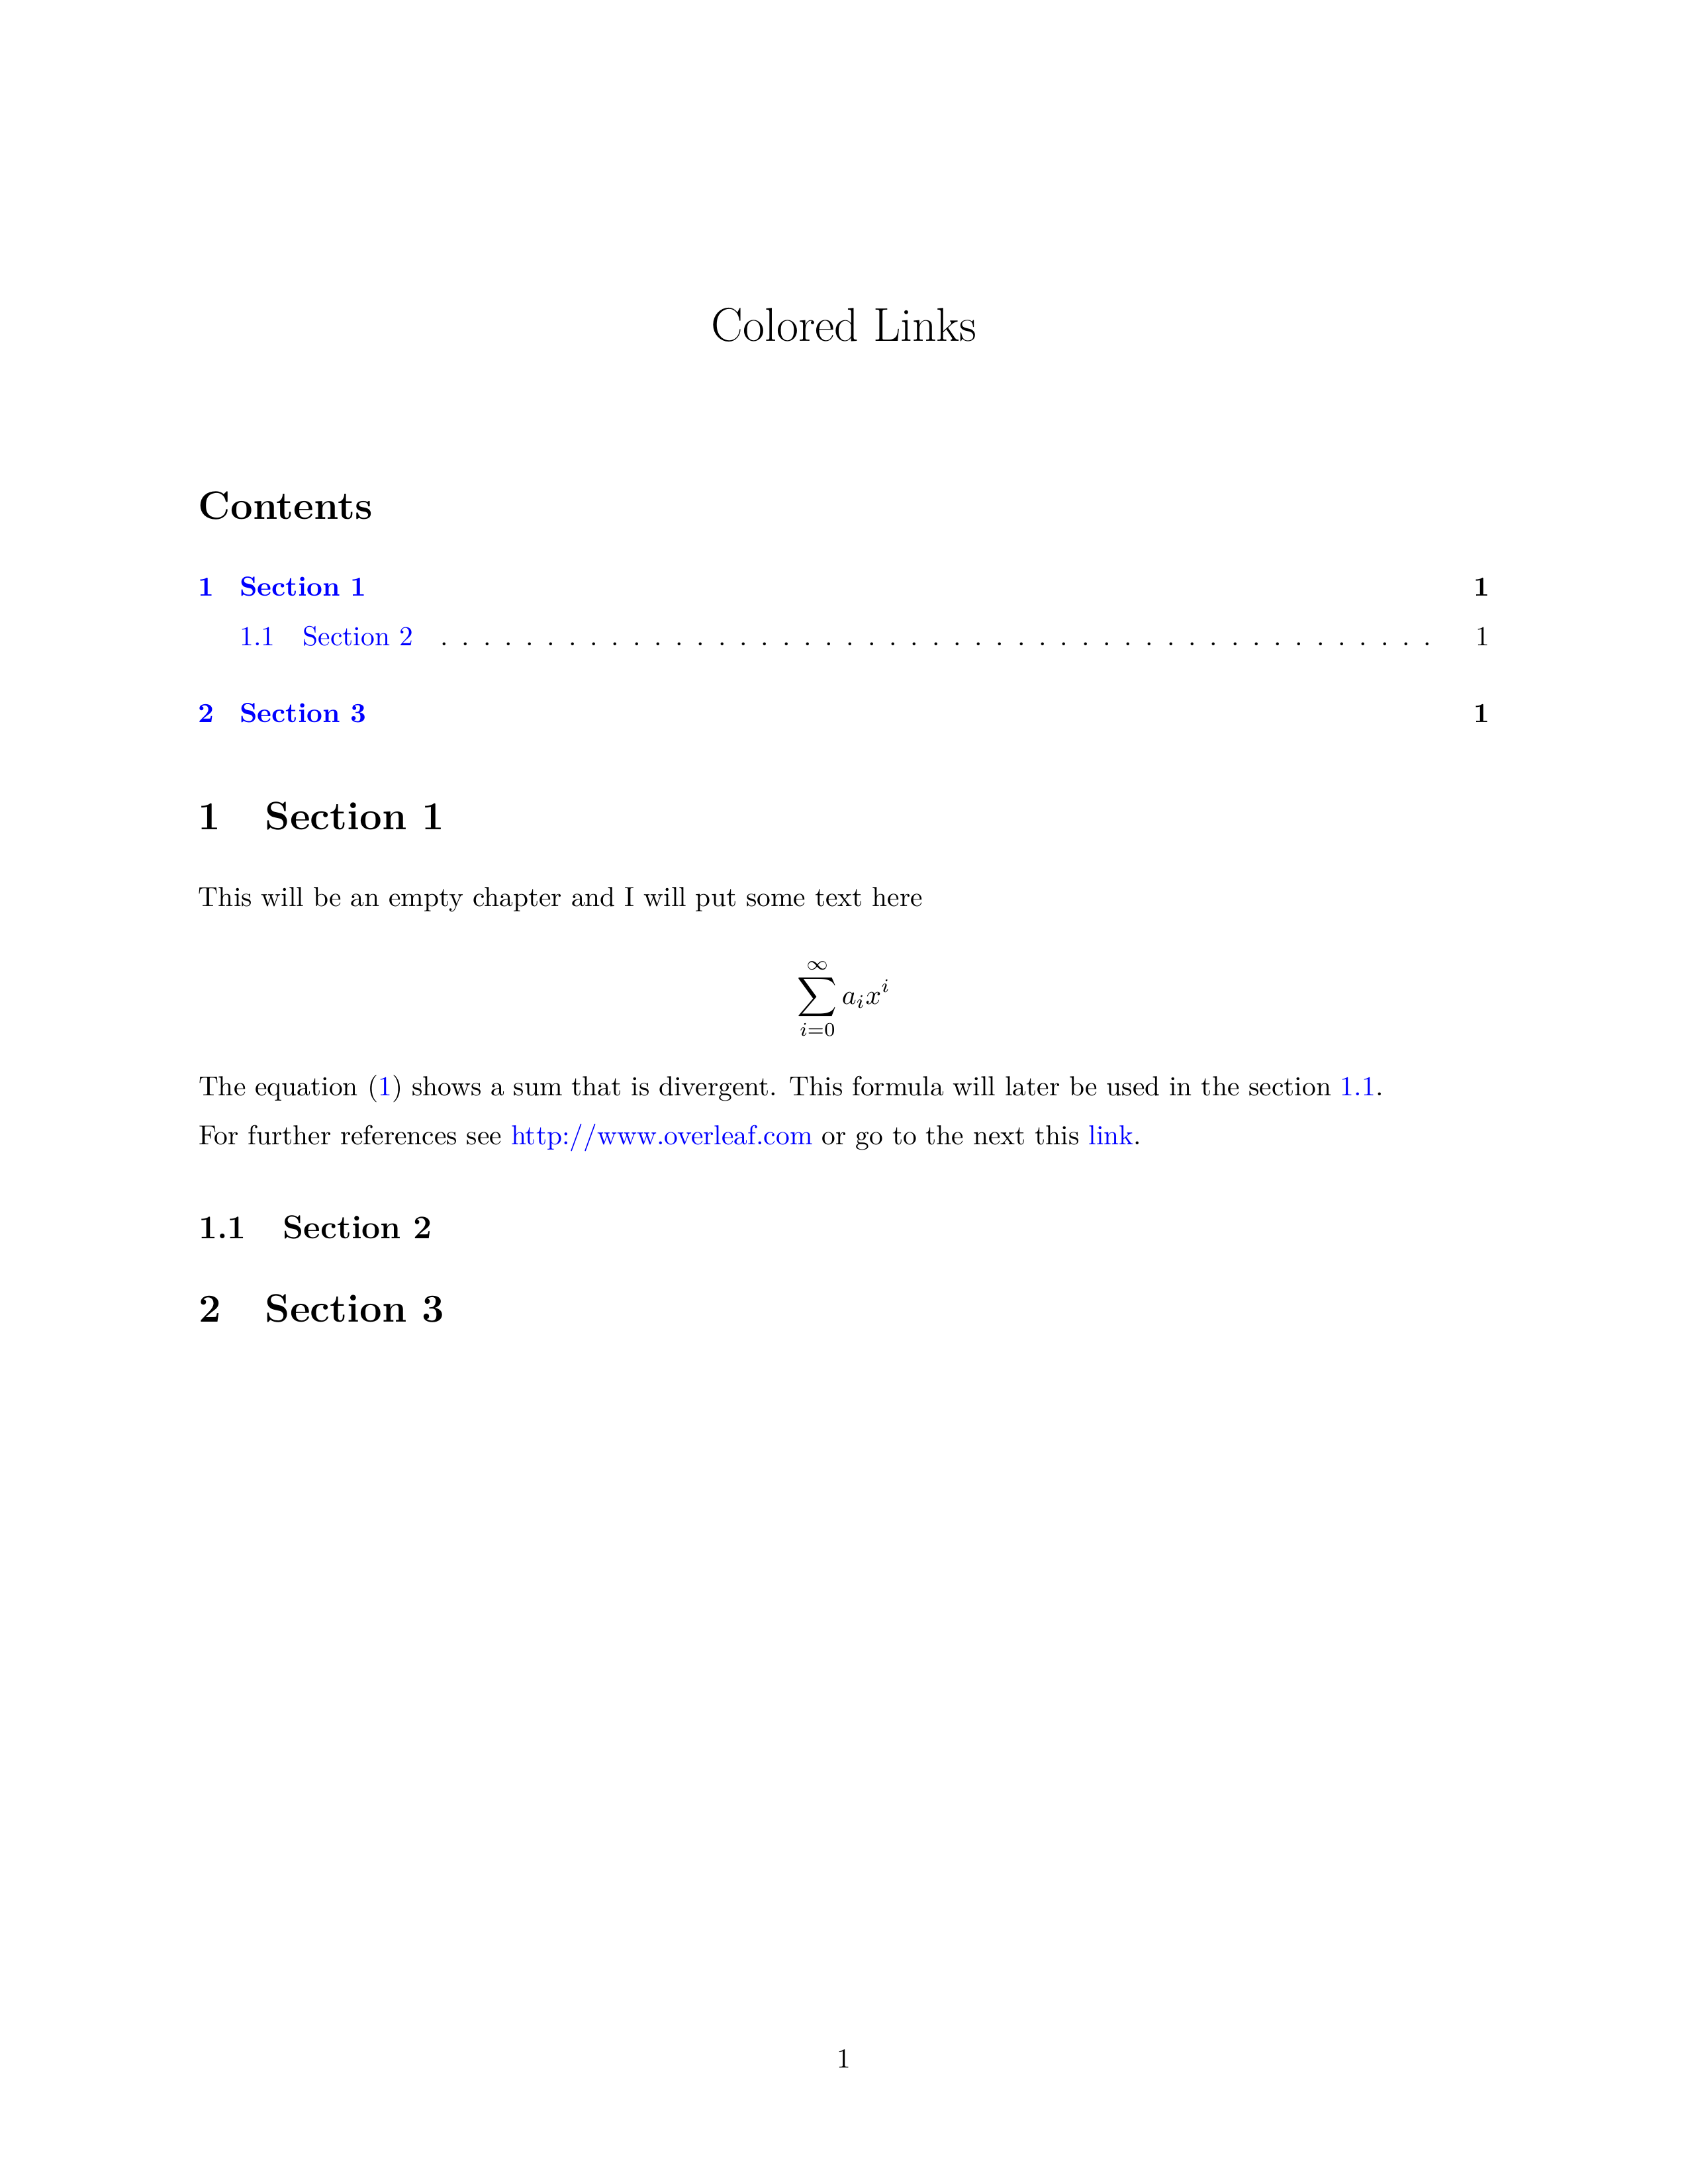 Colored Links
Contents
1 Section 1 1
1.1 Section 2 . . . . . . . . . . . . . . . . . . . . . . . . . . . . . . . . . . . . . . . . . . . . . . . 1
2 Section 3 1
1 Section 1
This will be an empty chapter and I will put some text here
∞
∑ aᵢxⁱ
i=0
The equation (1) shows a sum that is divergent. This formula will later be used in the section 1.1.
For further references see http://www.overleaf.com or go to the next this link.
1.1 Section 2
2 Section 3
1